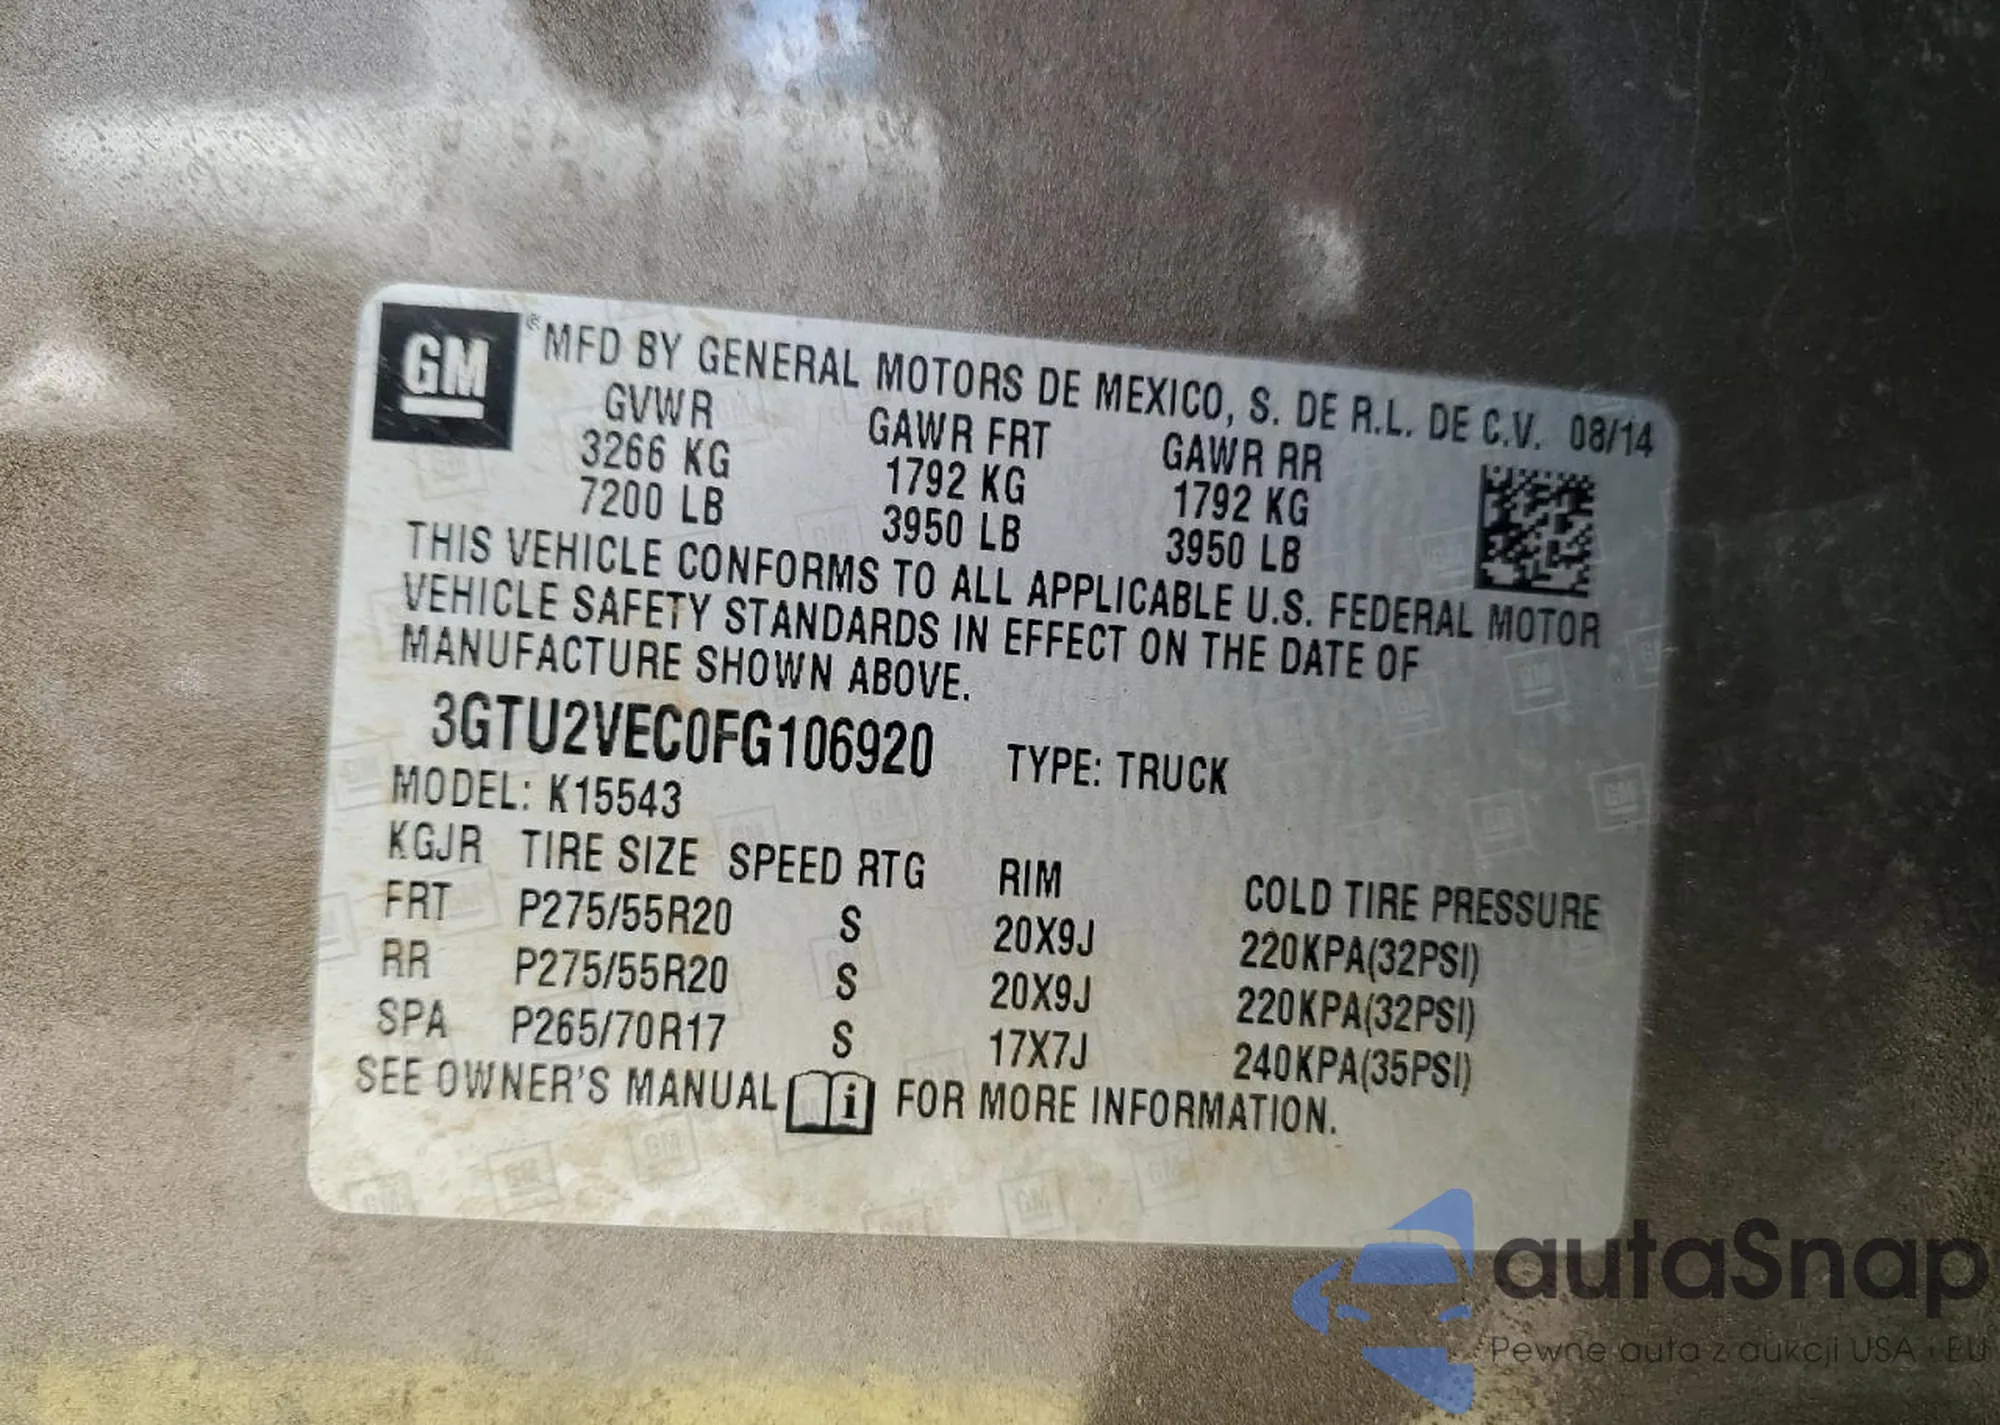 GM ® MFD BY GENERAL MOTORS DE MEXICO, S. DE R.L. DE C.V. 08/14
GVWR GAWR FRT GAWR RR
3266 KG 1792 KG 1792 KG
7200 LB 3950 LB 3950 LB
THIS VEHICLE CONFORMS TO ALL APPLICABLE U.S. FEDERAL MOTOR
VEHICLE SAFETY STANDARDS IN EFFECT ON THE DATE OF
MANUFACTURE SHOWN ABOVE.
3GTU2VEC0FG106920 TYPE: TRUCK
MODEL: K15543
KGJR TIRE SIZE SPEED RTG RIM COLD TIRE PRESSURE
FRT P275/55R20 S 20X9J 220KPA(32PSI)
RR P275/55R20 S 20X9J 220KPA(32PSI)
SPA P265/70R17 S 17X7J 240KPA(35PSI)
SEE OWNER'S MANUAL i FOR MORE INFORMATION.
autaSnap
Pewne auta z aukcji USA i EU